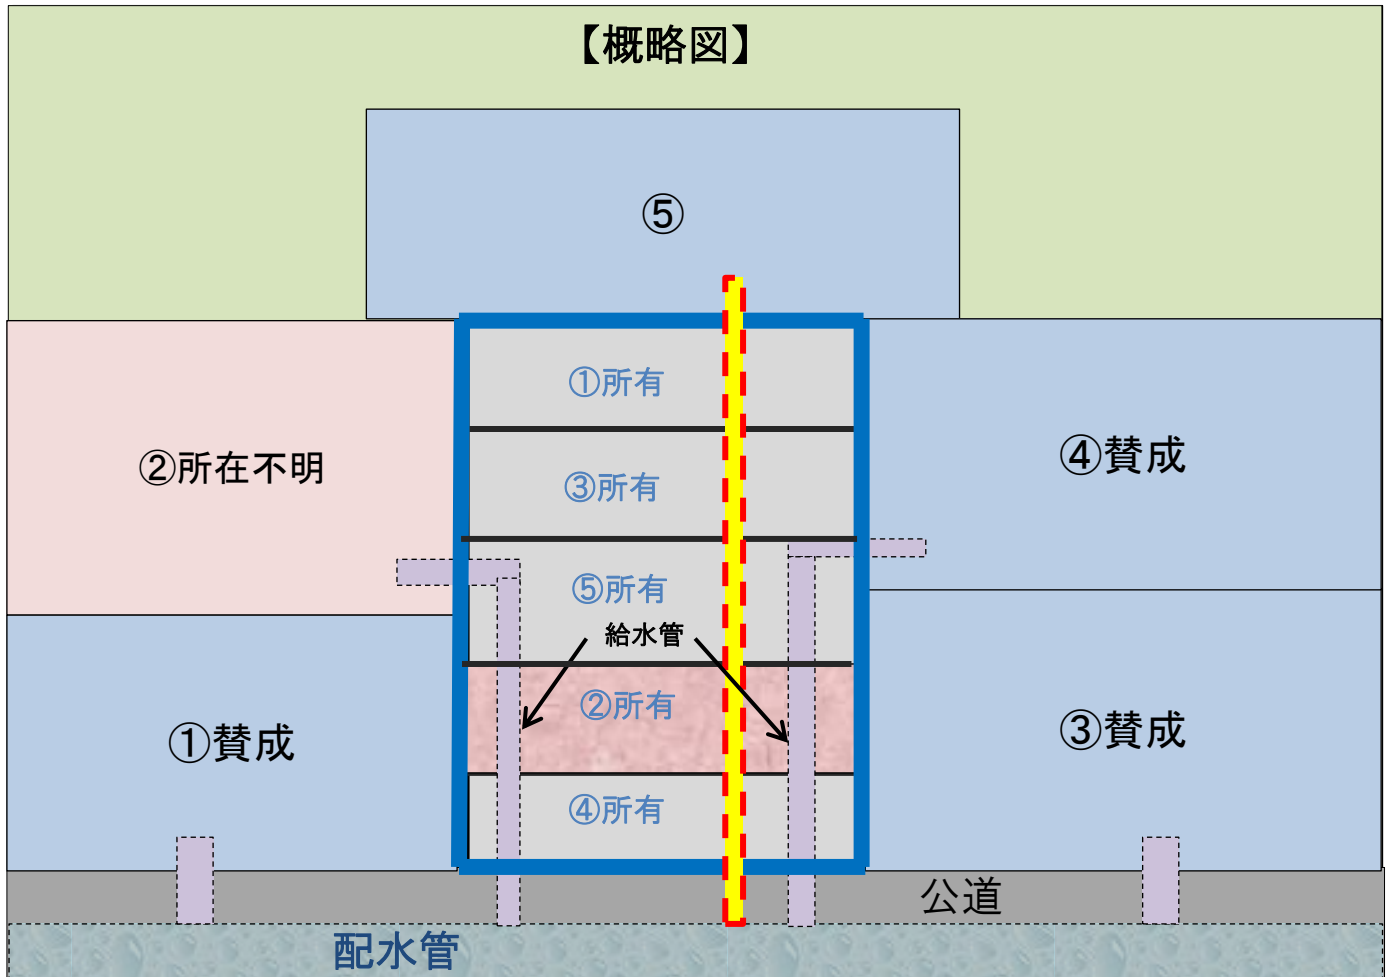 【概略図】
⑤
①所有
②所在不明
④賛成
③所有
⑤所有
給水管
②所有
①賛成
③賛成
④所有
公道
配水管